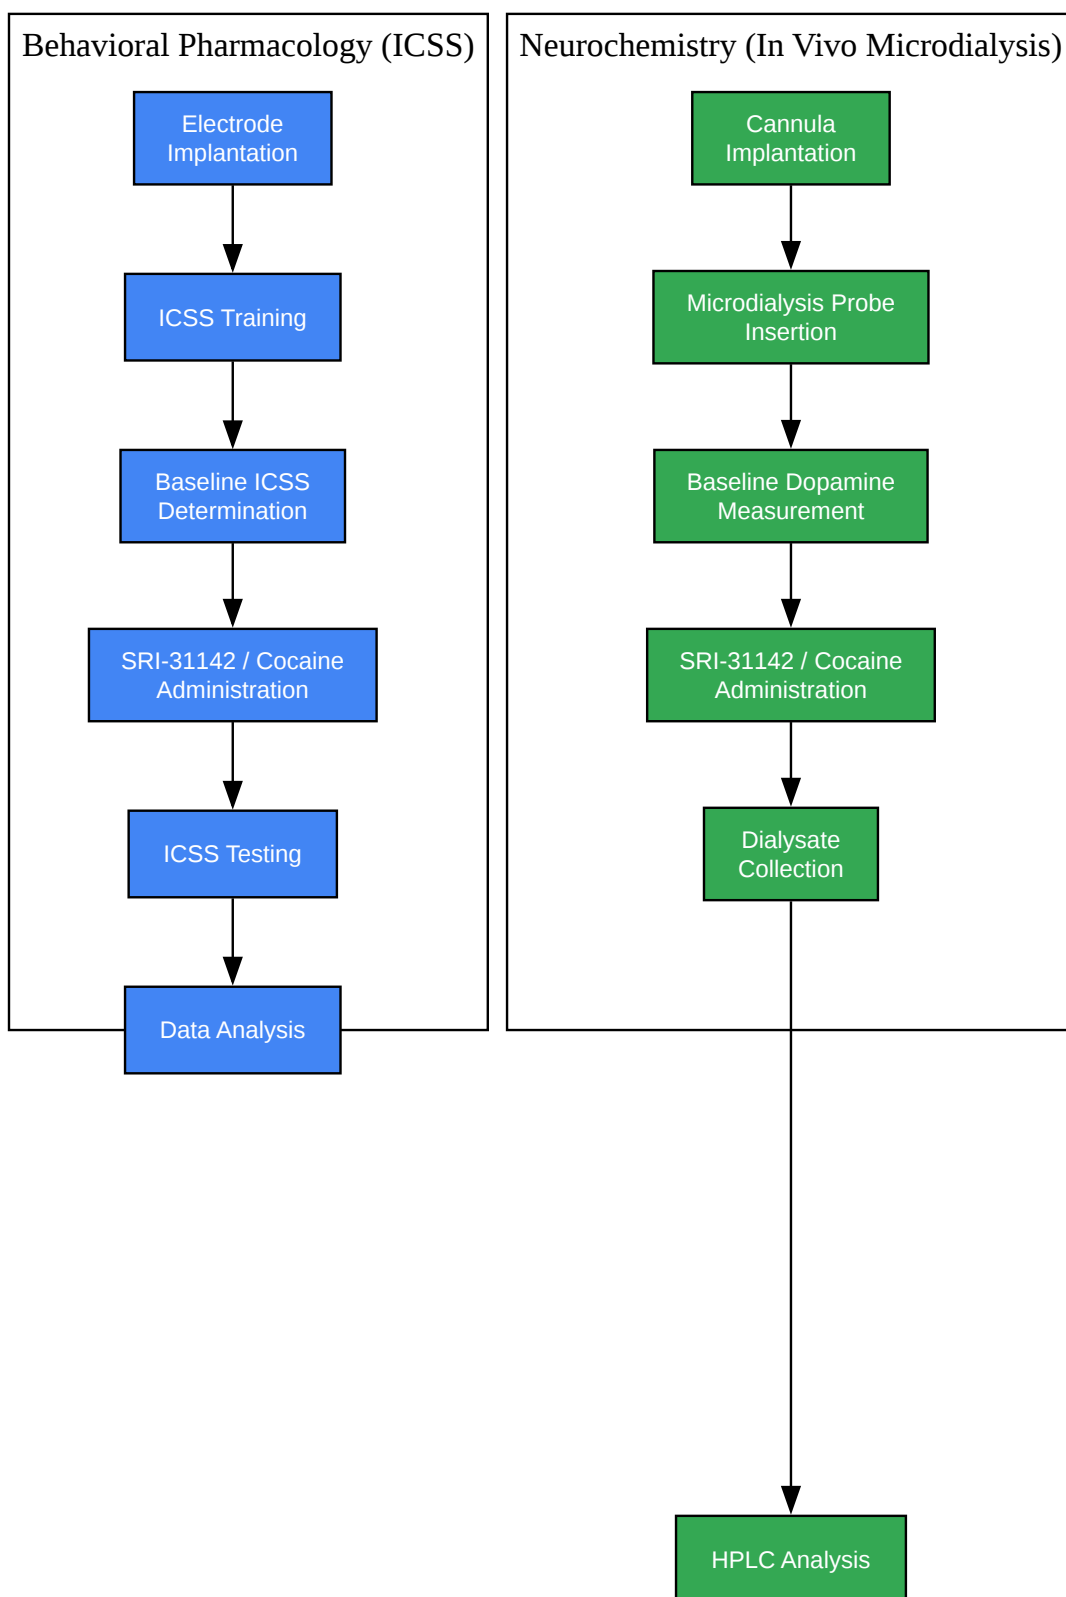 Behavioral Pharmacology (ICSS)
Electrode
Implantation
ICSS Training
Baseline ICSS
Determination
SRI-31142 / Cocaine
Administration
ICSS Testing
Data Analysis
Neurochemistry (In Vivo Microdialysis)
Cannula
Implantation
Microdialysis Probe
Insertion
Baseline Dopamine
Measurement
SRI-31142 / Cocaine
Administration
Dialysate
Collection
HPLC Analysis